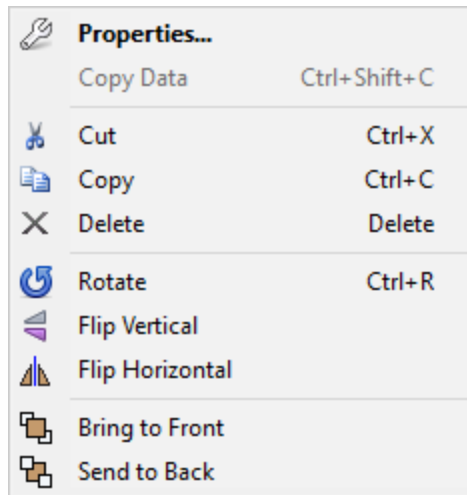 Properties...
Copy Data Ctrl+Shift+C
Cut Ctrl+X
Copy Ctrl+C
Delete Delete
Rotate Ctrl+R
Flip Vertical
Flip Horizontal
Bring to Front
Send to Back